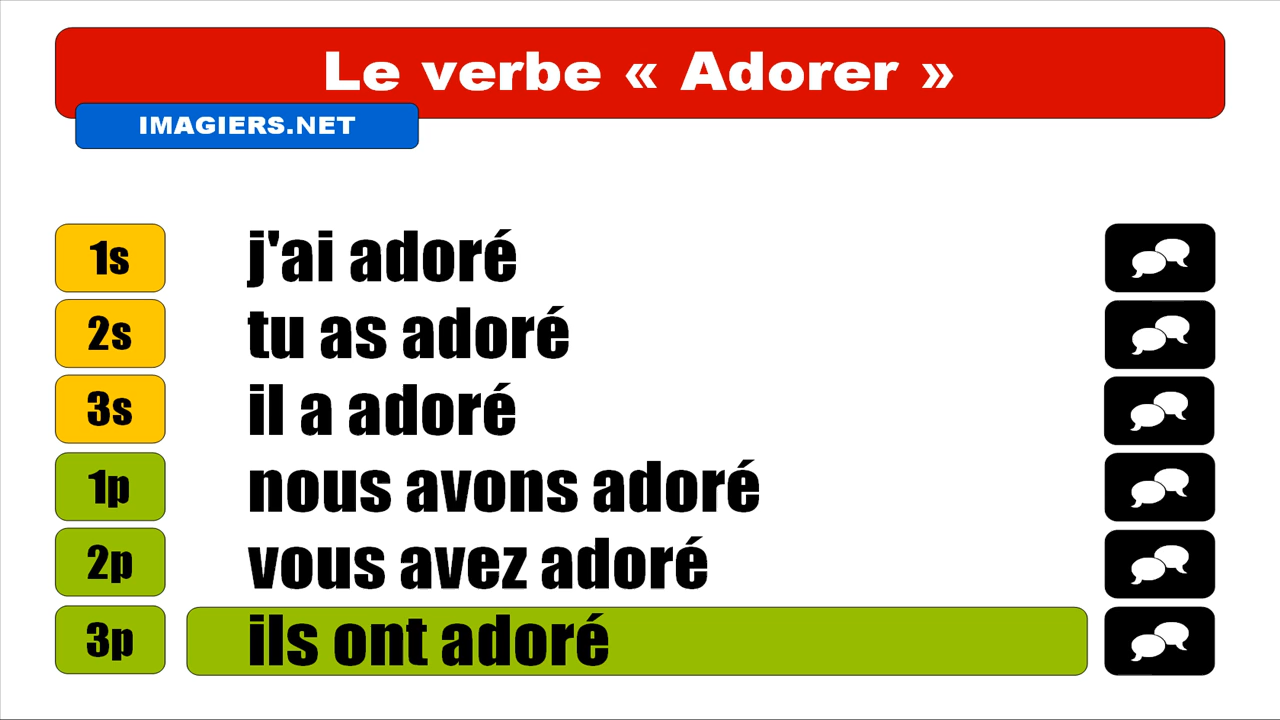 Le verbe « Adorer »
IMAGIERS.NET
1s j'ai adoré
2s tu as adoré
3s il a adoré
1p nous avons adoré
2p vous avez adoré
3p ils ont adoré